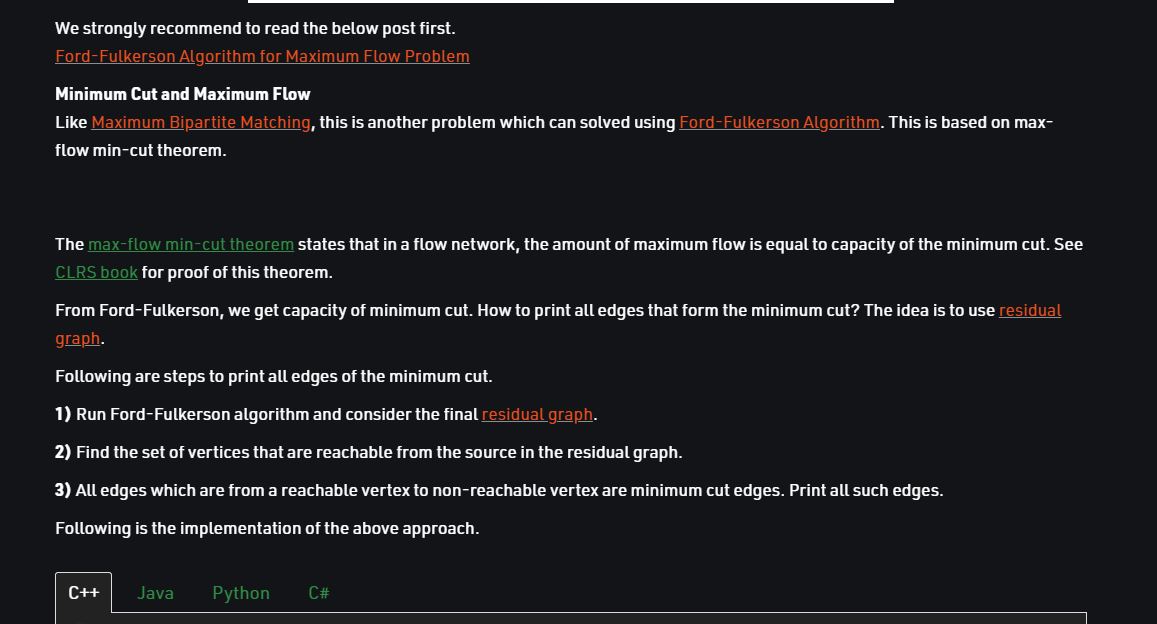 We strongly recommend to read the below post first.
Ford-Fulkerson Algorithm for Maximum Flow Problem
Minimum Cut and Maximum Flow
Like Maximum Bipartite Matching, this is another problem which can solved using Ford-Fulkerson Algorithm. This is based on max-
flow min-cut theorem.
The max-flow min-cut theorem states that in a flow network, the amount of maximum flow is equal to capacity of the minimum cut. See
CLRS book for proof of this theorem.
From Ford-Fulkerson, we get capacity of minimum cut. How to print all edges that form the minimum cut? The idea is to use residual
graph.
Following are steps to print all edges of the minimum cut.
1) Run Ford-Fulkerson algorithm and consider the final residual graph.
2) Find the set of vertices that are reachable from the source in the residual graph.
3) All edges which are from a reachable vertex to non-reachable vertex are minimum cut edges. Print all such edges.
Following is the implementation of the above approach.
C++ Java Python C#